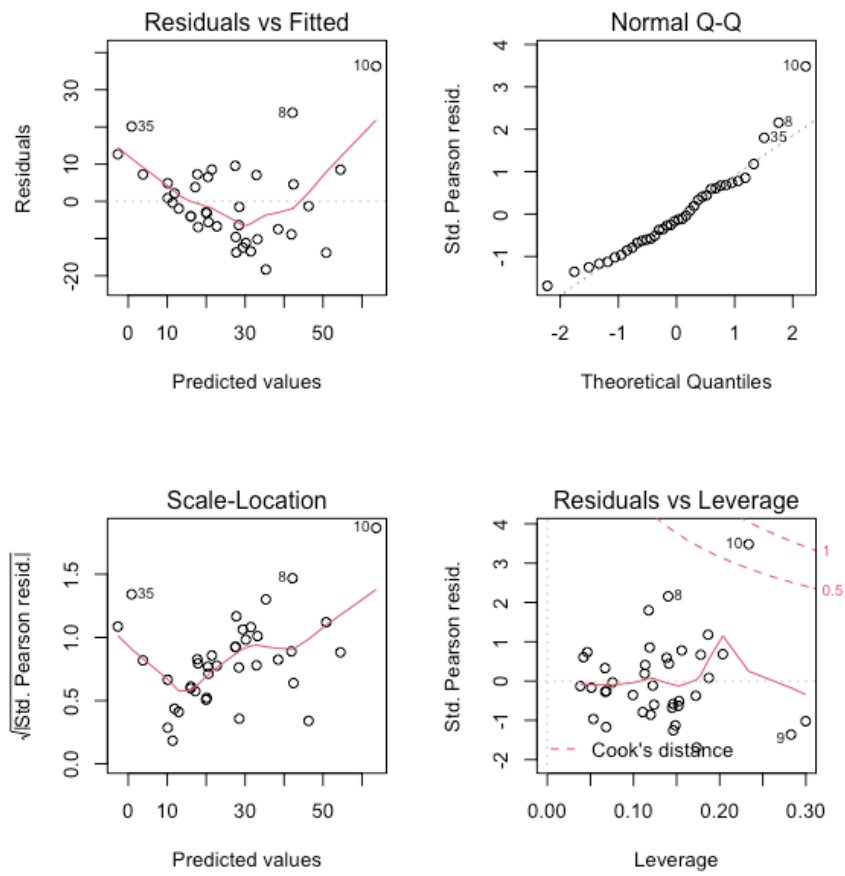 Residuals vs Fitted
Residuals
30
10
0
-20
10
8
35
0 10 30 50
Predicted values
Normal Q-Q
Std. Pearson resid.
4
3
2
1
0
-1
10
8
35
-2 -1 0 1 2
Theoretical Quantiles
Scale-Location
√|Std. Pearson resid.|
1.5
1.0
0.5
0.0
10
8
35
0 10 30 50
Predicted values
Residuals vs Leverage
Std. Pearson resid.
4
3
2
1
0
-1
-2
10
8
9
1
0.5
Cook's distance
0.00 0.10 0.20 0.30
Leverage